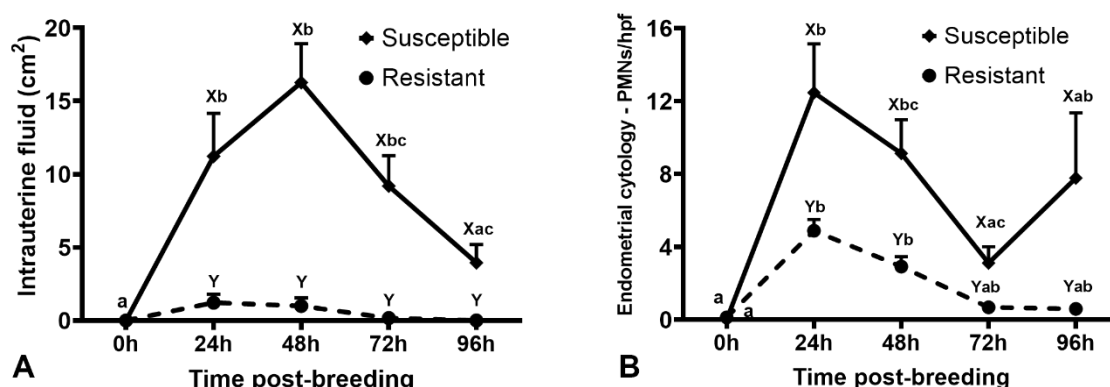 20
15
10
5
0
Intrauterine fluid (cm²)
Susceptible
Resistant
Xb
Xb
Xbc
Xac
a
Y
Y
Y
Y
0h 24h 48h 72h 96h
Time post-breeding
A
16
12
8
4
0
Endometrial cytology - PMNs/hpf
Susceptible
Resistant
Xb
Xbc
Xac
Xab
a
a
Yb
Yb
Yab
Yab
0h 24h 48h 72h 96h
Time post-breeding
B